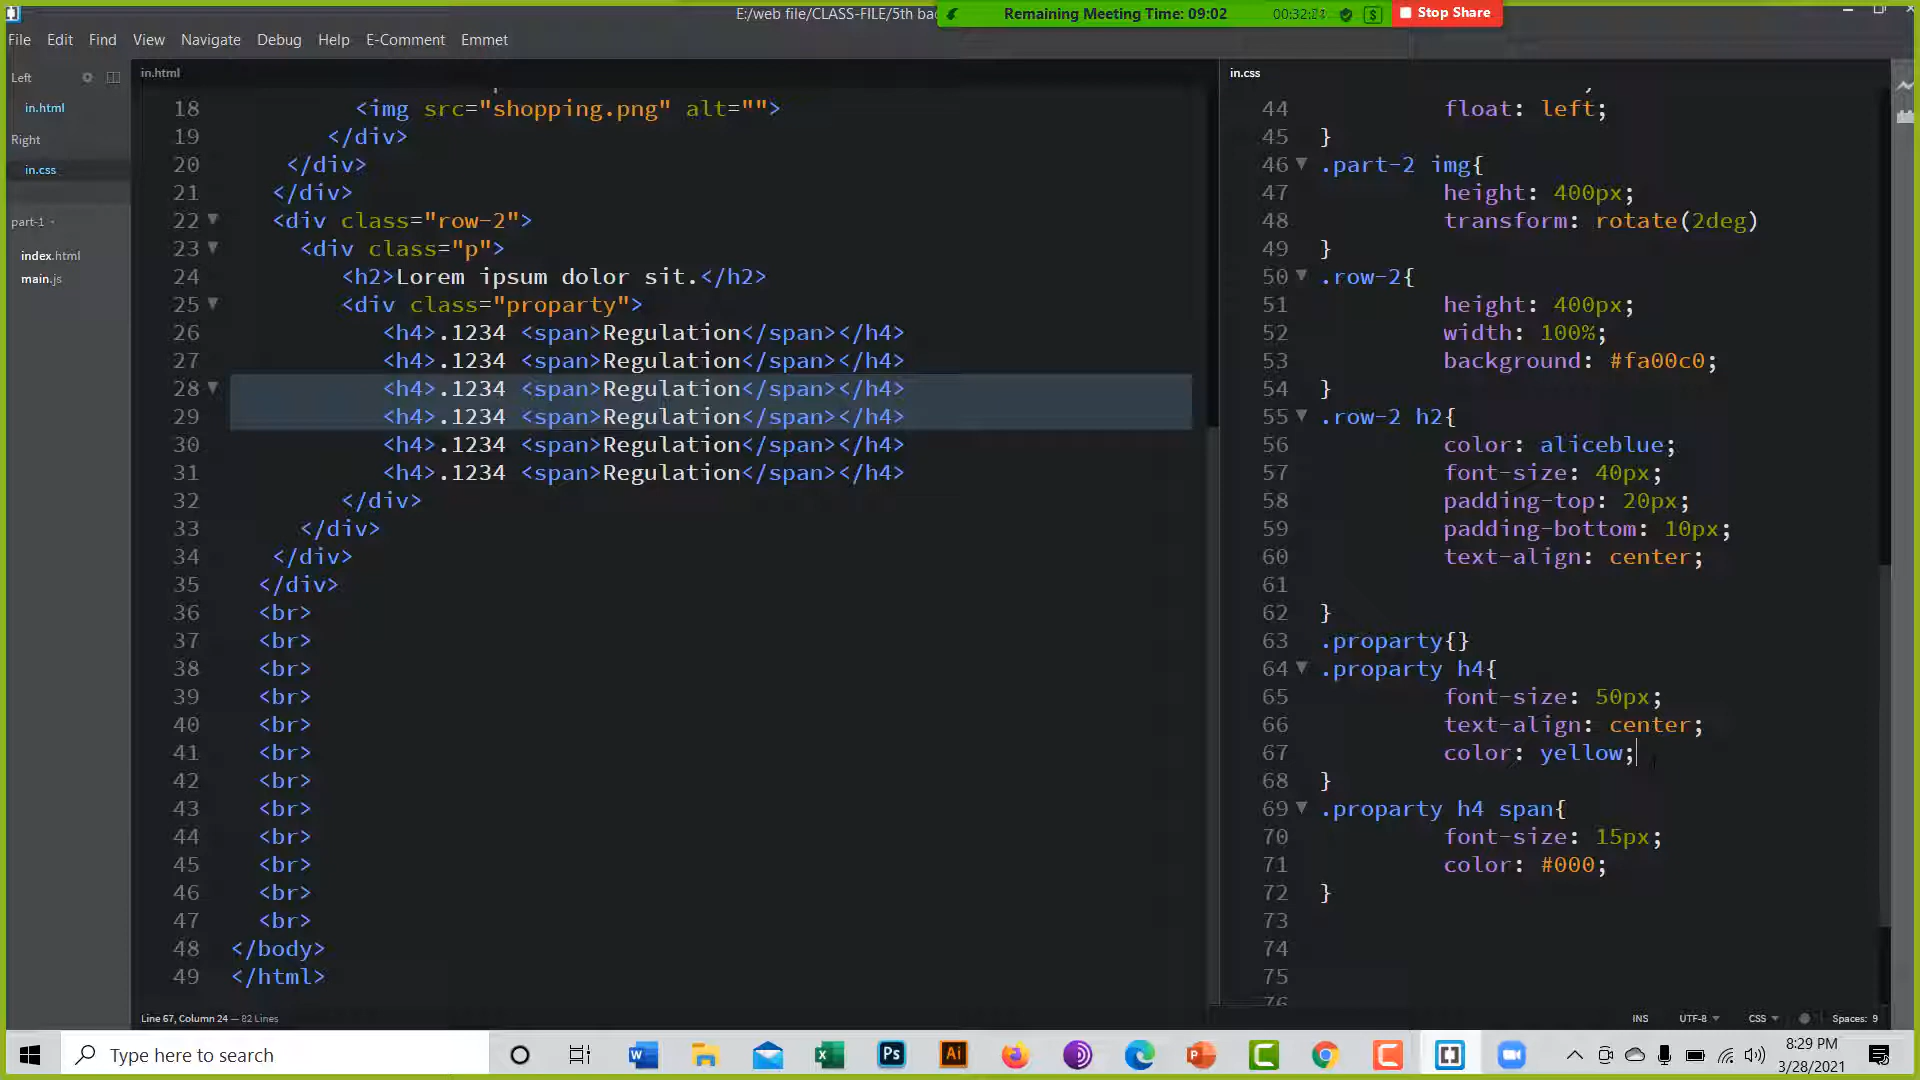 E:/web file/CLASS-FILE/5th bac
Remaining Meeting Time: 09:02
Stop Share
File Edit Find View Navigate Debug Help E-Comment Emmet
Left
in.html
Right
in.css
part-1
index.html
main.js
in.html
18 <img src="shopping.png" alt="">
19 </div>
20 </div>
21 </div>
22 <div class="row-2">
23 <div class="p">
24 <h2>Lorem ipsum dolor sit.</h2>
25 <div class="proparty">
26 <h4>.1234 <span>Regulation</span></h4>
27 <h4>.1234 <span>Regulation</span></h4>
28 <h4>.1234 <span>Regulation</span></h4>
29 <h4>.1234 <span>Regulation</span></h4>
30 <h4>.1234 <span>Regulation</span></h4>
31 <h4>.1234 <span>Regulation</span></h4>
32 </div>
33 </div>
34 </div>
35 </div>
36 <br>
37 <br>
38 <br>
39 <br>
40 <br>
41 <br>
42 <br>
43 <br>
44 <br>
45 <br>
46 <br>
47 <br>
48 </body>
49 </html>
in.css
44 float: left;
45 }
46 .part-2 img{
47 height: 400px;
48 transform: rotate(2deg)
49 }
50 .row-2{
51 height: 400px;
52 width: 100%;
53 background: #fa00c0;
54 }
55 .row-2 h2{
56 color: aliceblue;
57 font-size: 40px;
58 padding-top: 20px;
59 padding-bottom: 10px;
60 text-align: center;
61
62 }
63 .proparty{}
64 .proparty h4{
65 font-size: 50px;
66 text-align: center;
67 color: yellow;
68 }
69 .proparty h4 span{
70 font-size: 15px;
71 color: #000;
72 }
73
74
75
76
Line 67, Column 24 — 82 Lines
INS UTF-8 CSS Spaces: 9
Type here to search
8:29 PM
3/28/2021